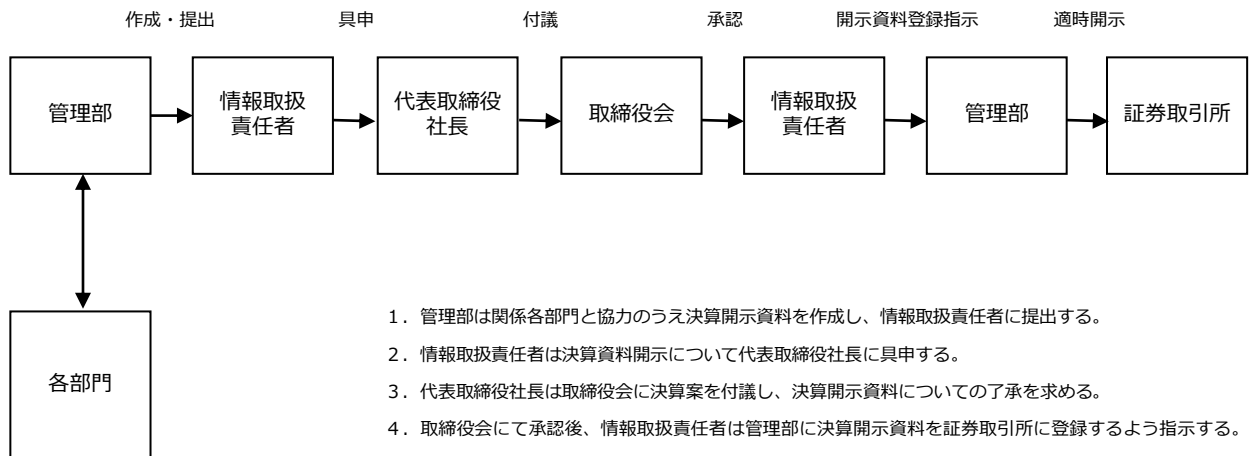 作成・提出
具申
付議
承認
開示資料登録指示
適時開示
管理部
情報取扱
責任者
代表取締役
社長
取締役会
情報取扱
責任者
管理部
証券取引所
各部門
1．管理部は関係各部門と協力のうえ決算開示資料を作成し、情報取扱責任者に提出する。
2．情報取扱責任者は決算資料開示について代表取締役社長に具申する。
3．代表取締役社長は取締役会に決算案を付議し、決算開示資料についての了承を求める。
4．取締役会にて承認後、情報取扱責任者は管理部に決算開示資料を証券取引所に登録するよう指示する。